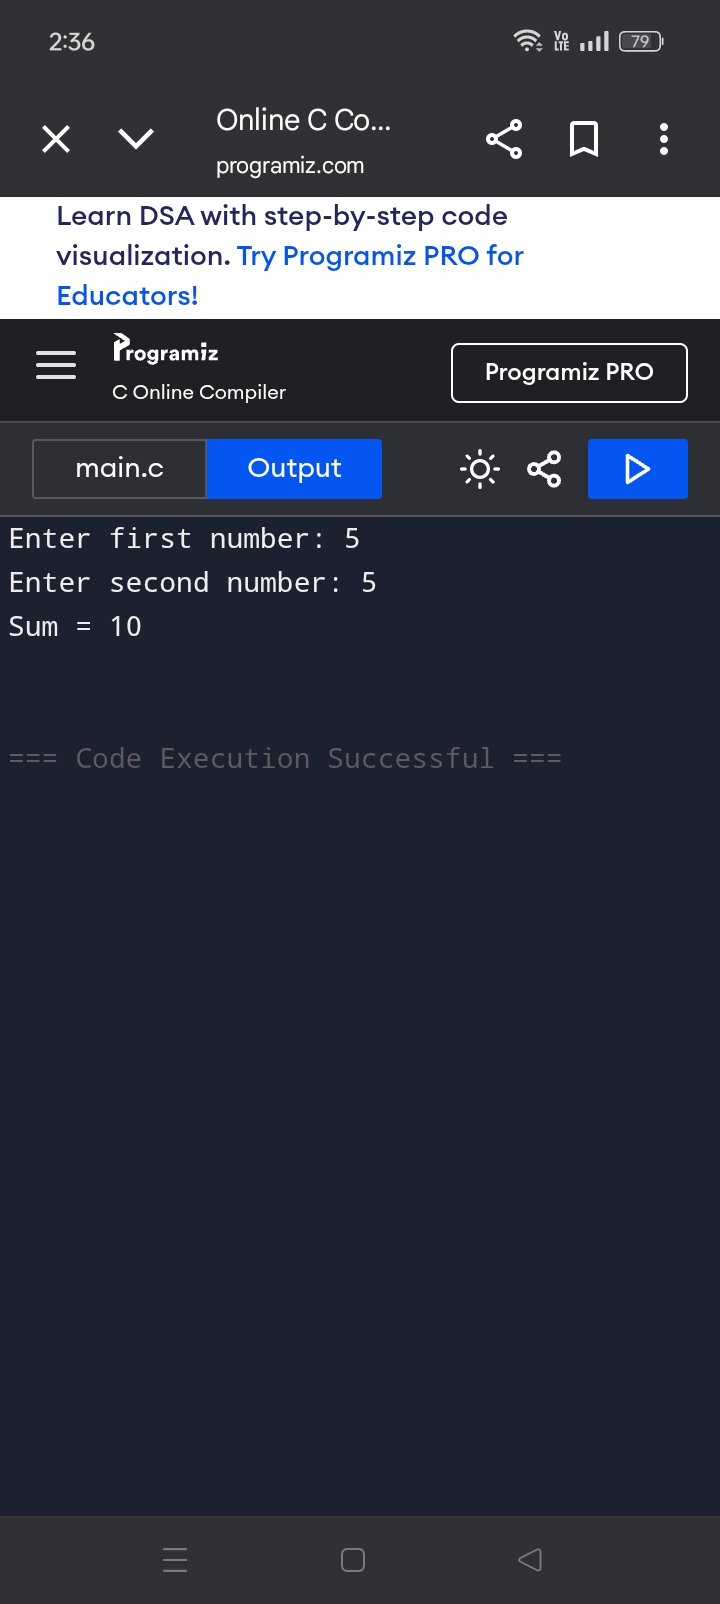 2:36
Vo LTE
79
Online C Co...
programiz.com
Learn DSA with step-by-step code
visualization. Try Programiz PRO for
Educators!
Programiz
C Online Compiler
Programiz PRO
main.c
Output
Enter first number: 5
Enter second number: 5
Sum = 10
=== Code Execution Successful ===